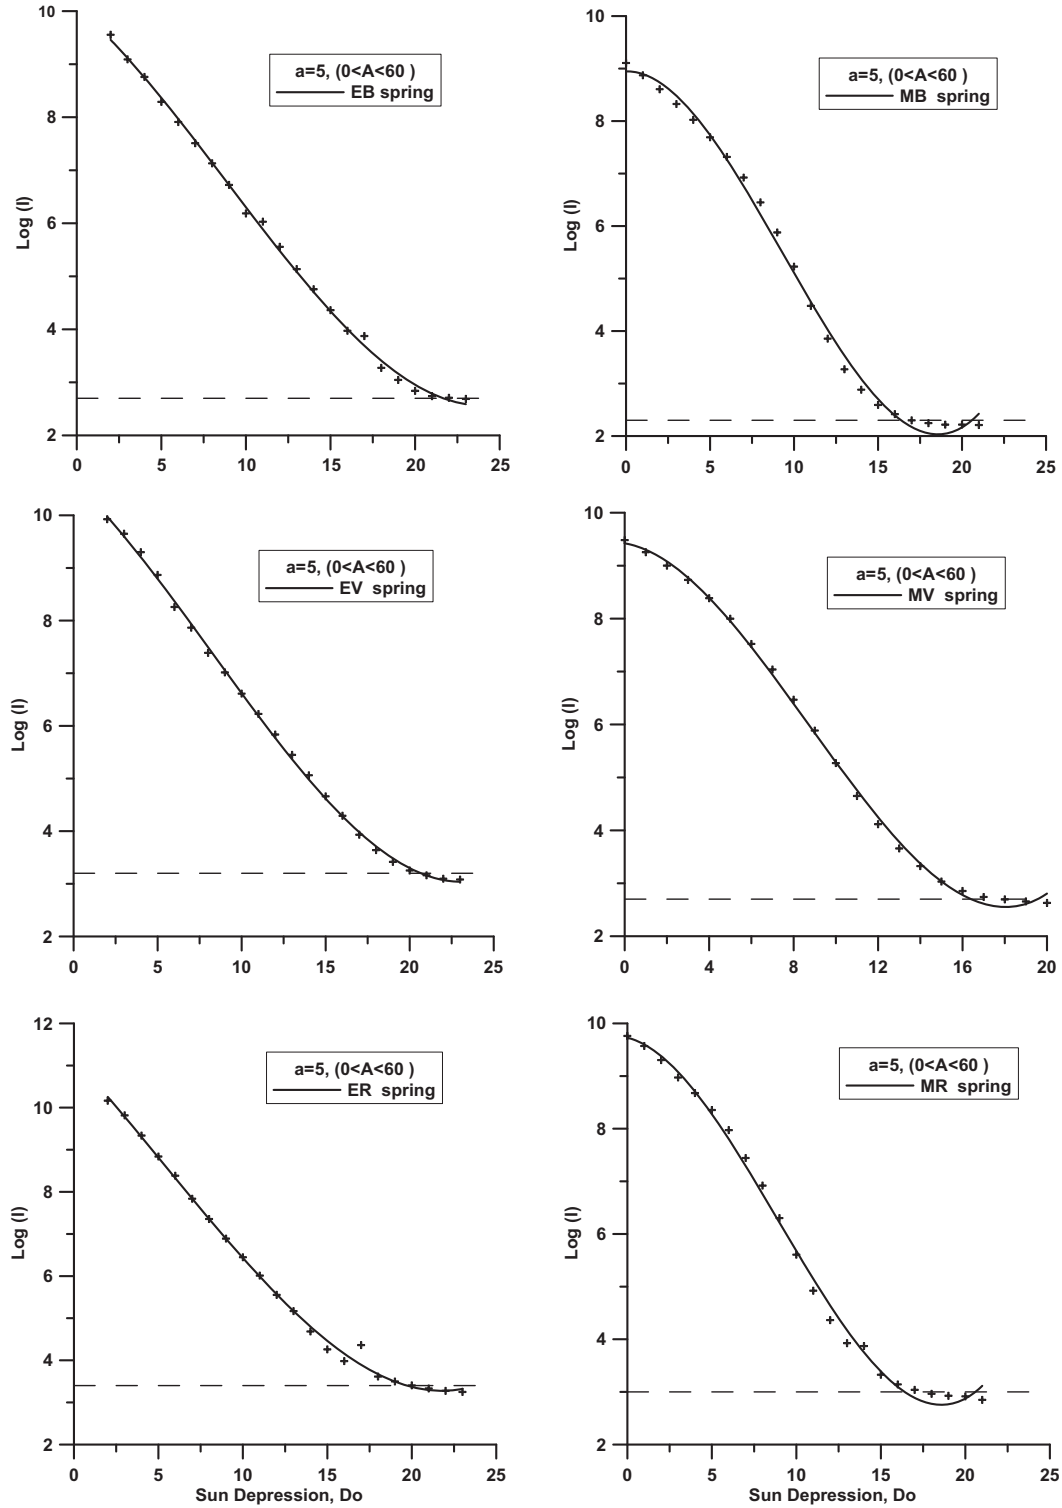 10
8
6
4
2
Log (I)
a=5, (0<A<60 )
EB spring
0 5 10 15 20 25
10
8
6
4
2
Log (I)
a=5, (0<A<60 )
MB spring
0 5 10 15 20 25
10
8
6
4
2
Log (I)
a=5, (0<A<60 )
EV spring
0 5 10 15 20 25
10
8
6
4
2
Log (I)
a=5, (0<A<60 )
MV spring
0 4 8 12 16 20
12
10
8
6
4
2
Log (I)
a=5, (0<A<60 )
ER spring
0 5 10 15 20 25
Sun Depression, Do
10
8
6
4
2
Log (I)
a=5, (0<A<60 )
MR spring
0 5 10 15 20 25
Sun Depression, Do